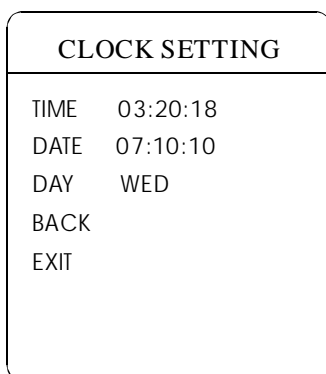 CLOCK SETTING
TIME 03:20:18
DATE 07:10:10
DAY WED
BACK
EXIT